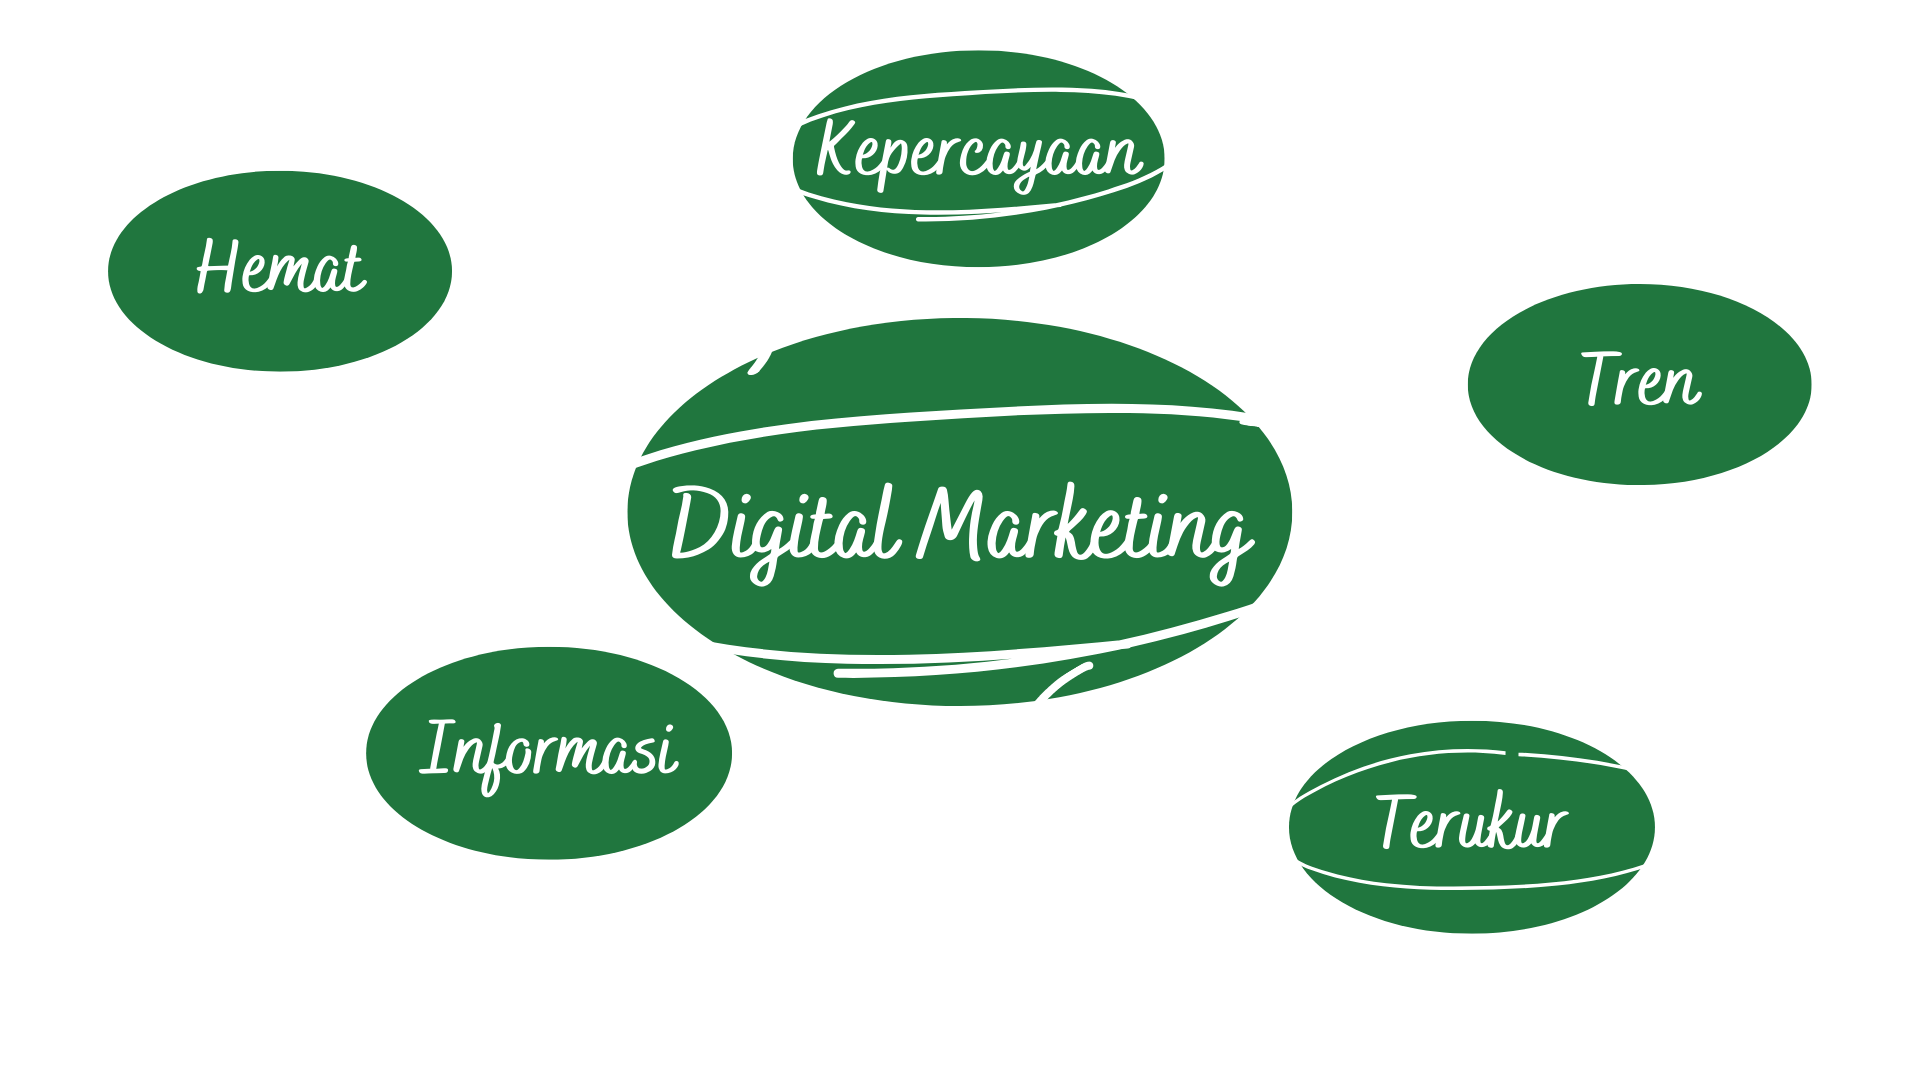 Kepercayaan
Hemat
Tren
Digital Marketing
Informasi
Terukur